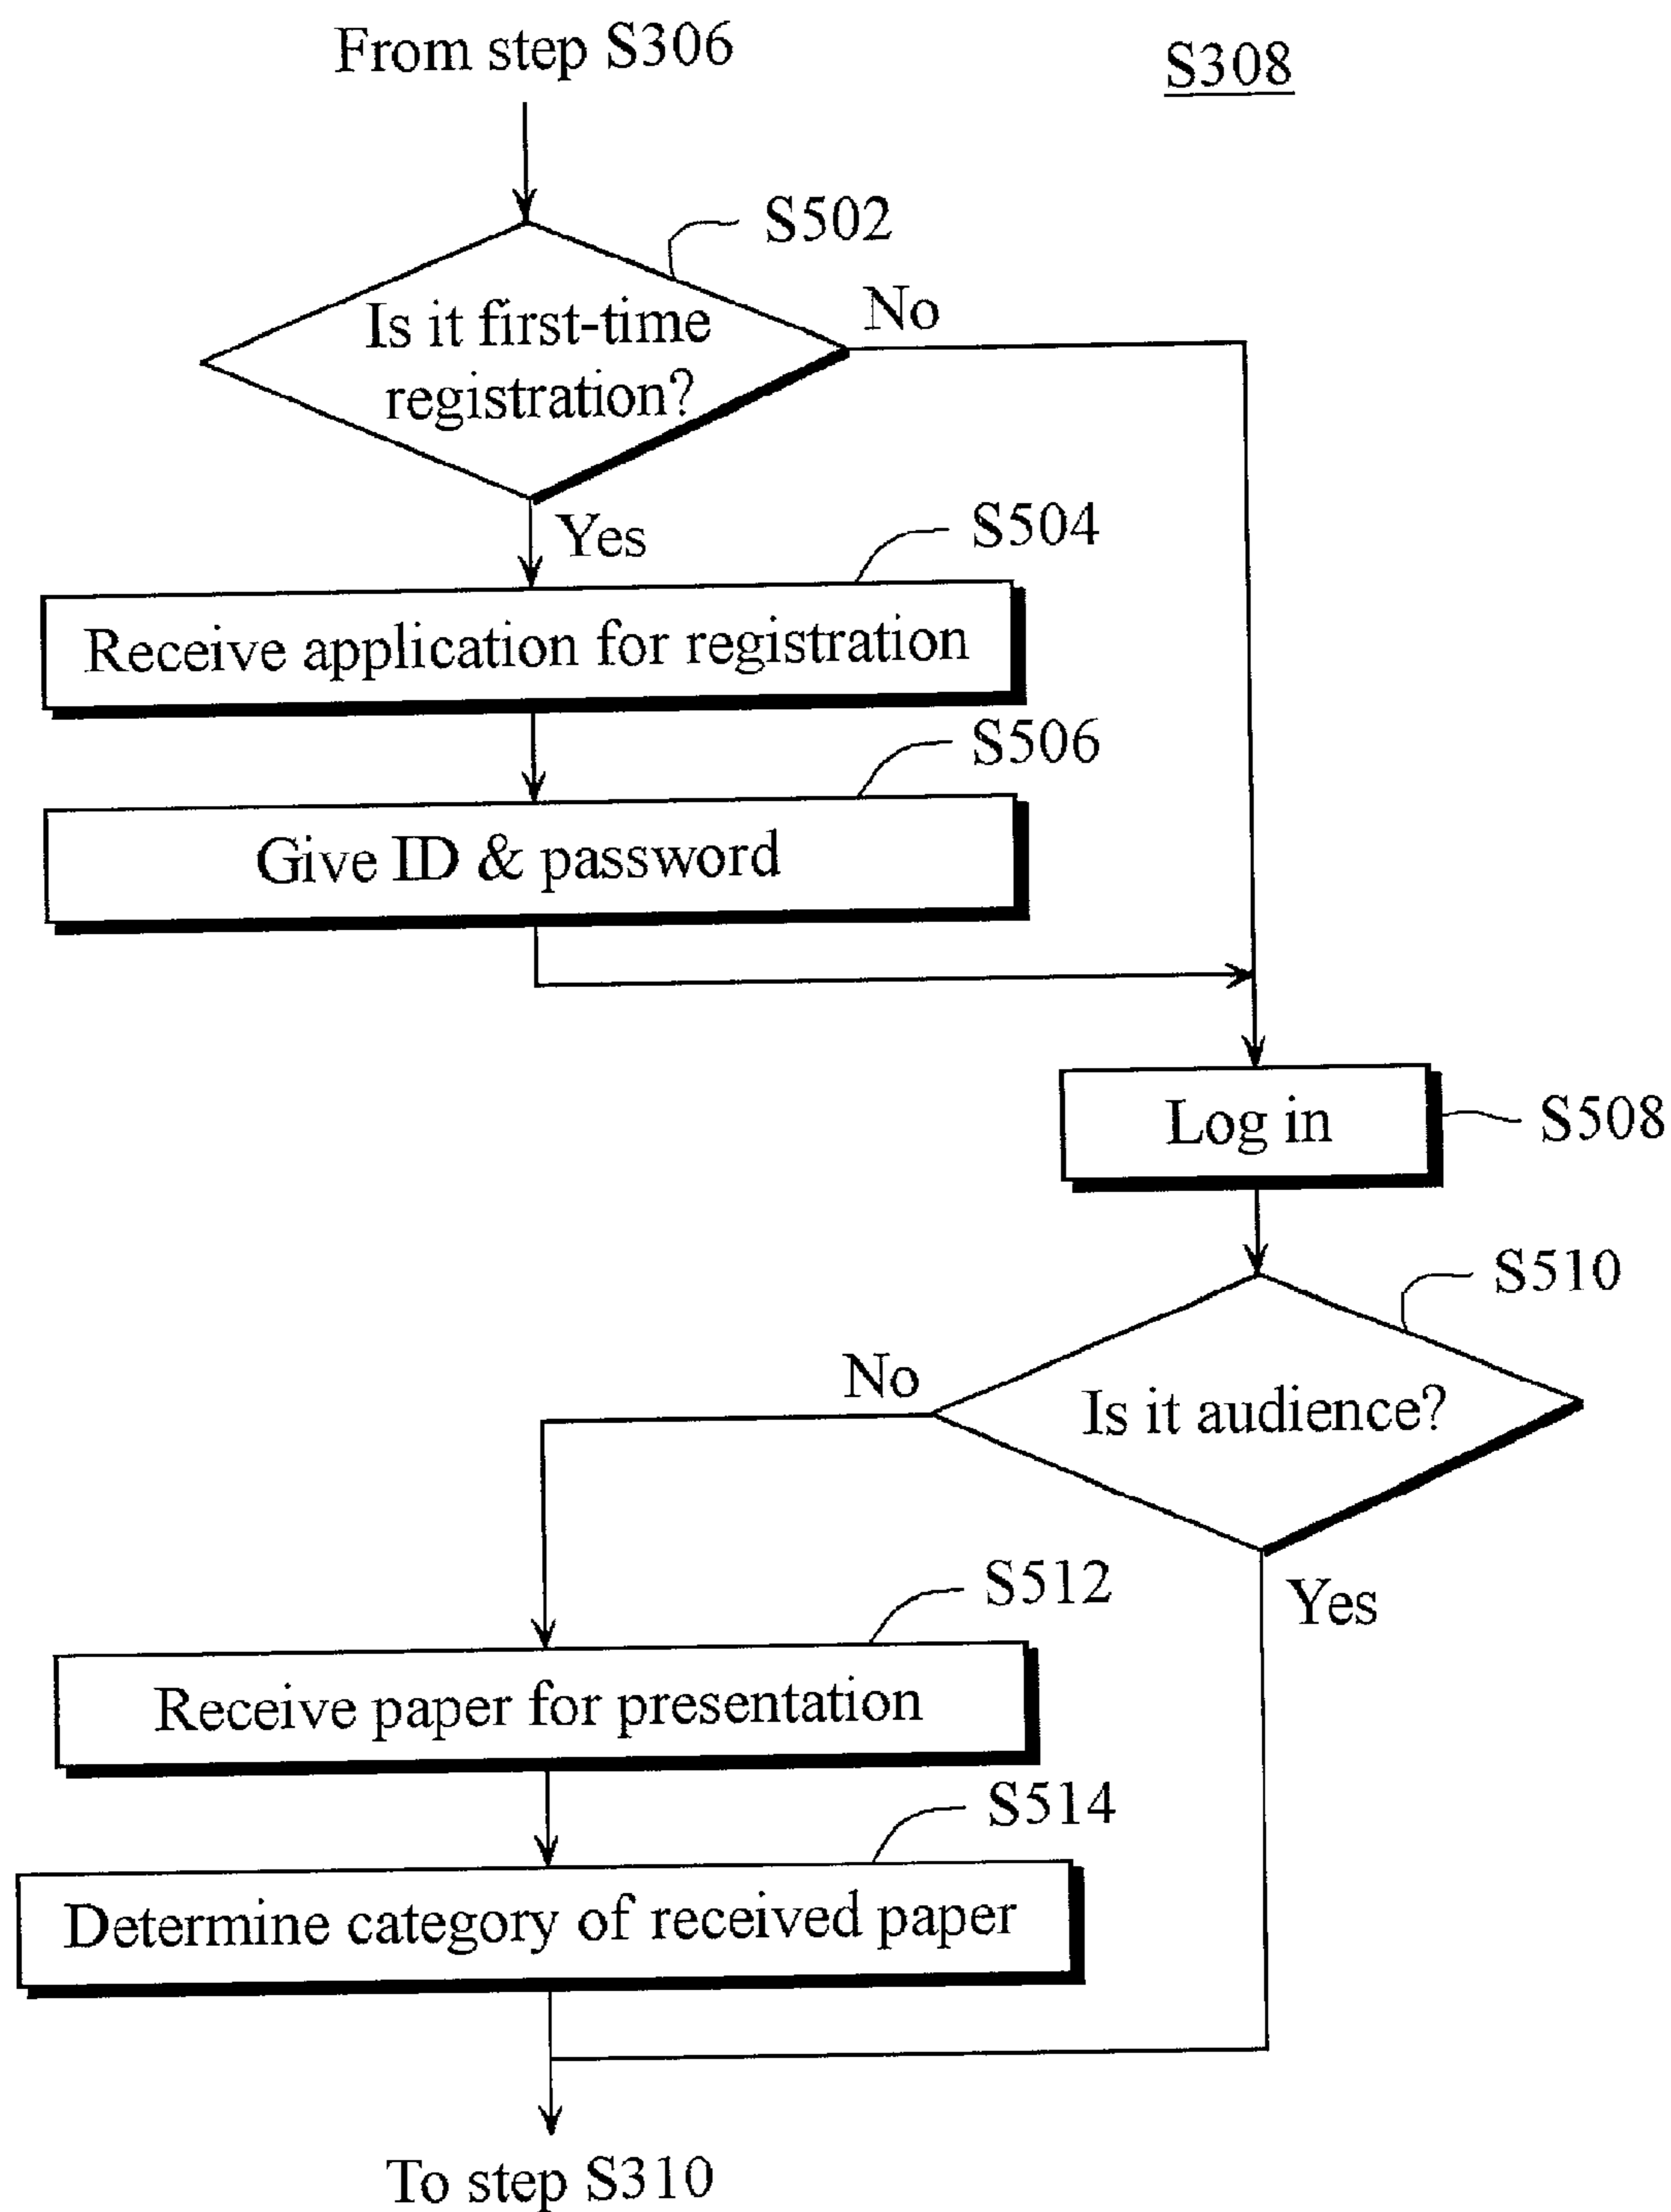 From step S306
S308
S502
Is it first-time
registration?
No
Yes
S504
Receive application for registration
S506
Give ID & password
Log in
S508
S510
Is it audience?
No
Yes
S512
Receive paper for presentation
S514
Determine category of received paper
To step S310